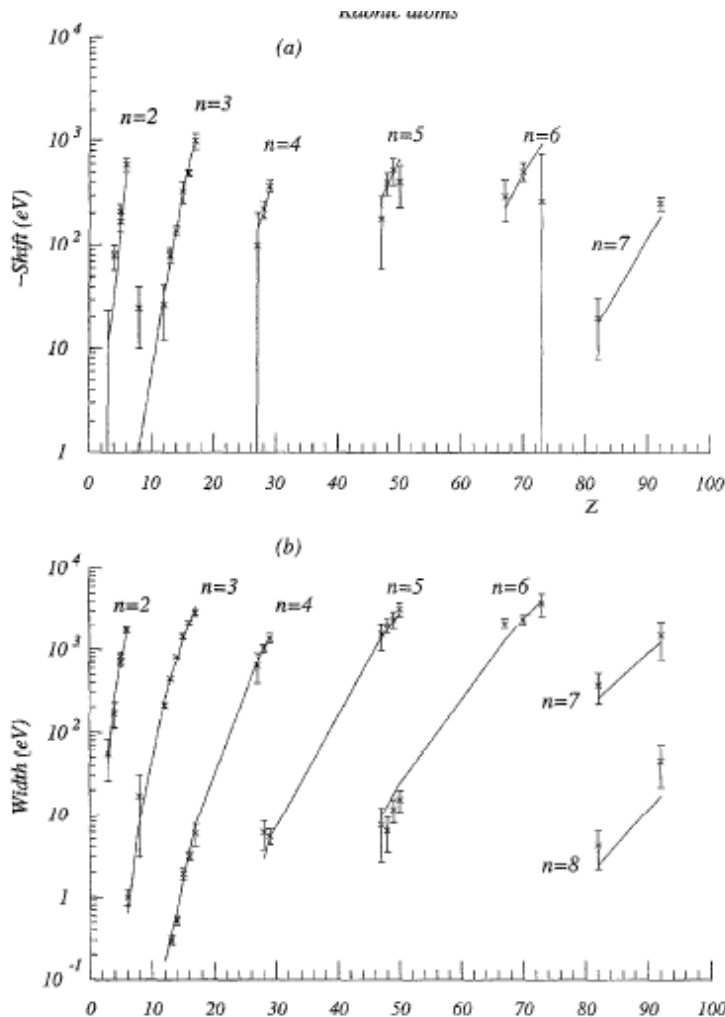 Kaonic atoms
(a)
10^4
10^3
10^2
10
1
−Shift (eV)
n=2
n=3
n=4
n=5
n=6
n=7
0 10 20 30 40 50 60 70 80 90 100
Z
(b)
10^4
10^3
10^2
10
1
10^-1
Width (eV)
n=2
n=3
n=4
n=5
n=6
n=7
n=8
0 10 20 30 40 50 60 70 80 90 100